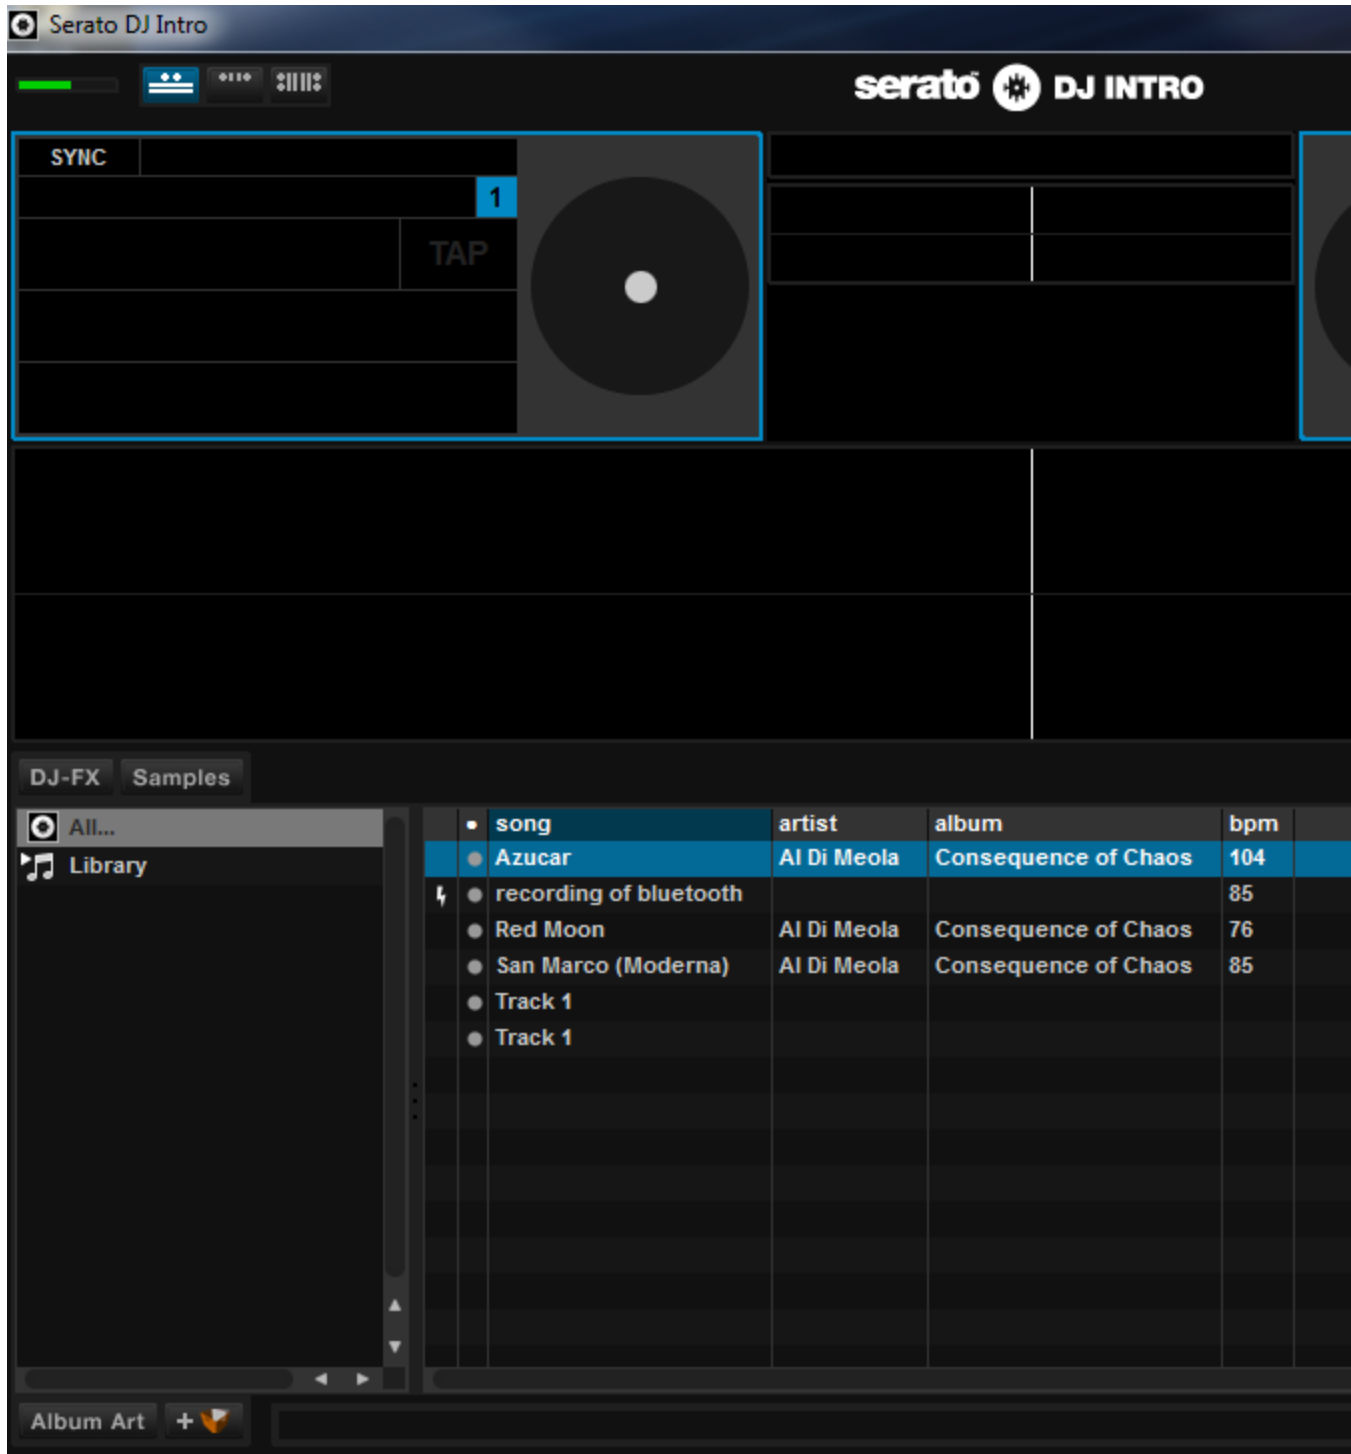 Serato DJ Intro
serato DJ INTRO
SYNC
1
TAP
DJ-FX Samples
All...
Library
song artist album bpm
Azucar Al Di Meola Consequence of Chaos 104
recording of bluetooth 85
Red Moon Al Di Meola Consequence of Chaos 76
San Marco (Moderna) Al Di Meola Consequence of Chaos 85
Track 1
Track 1
Album Art +